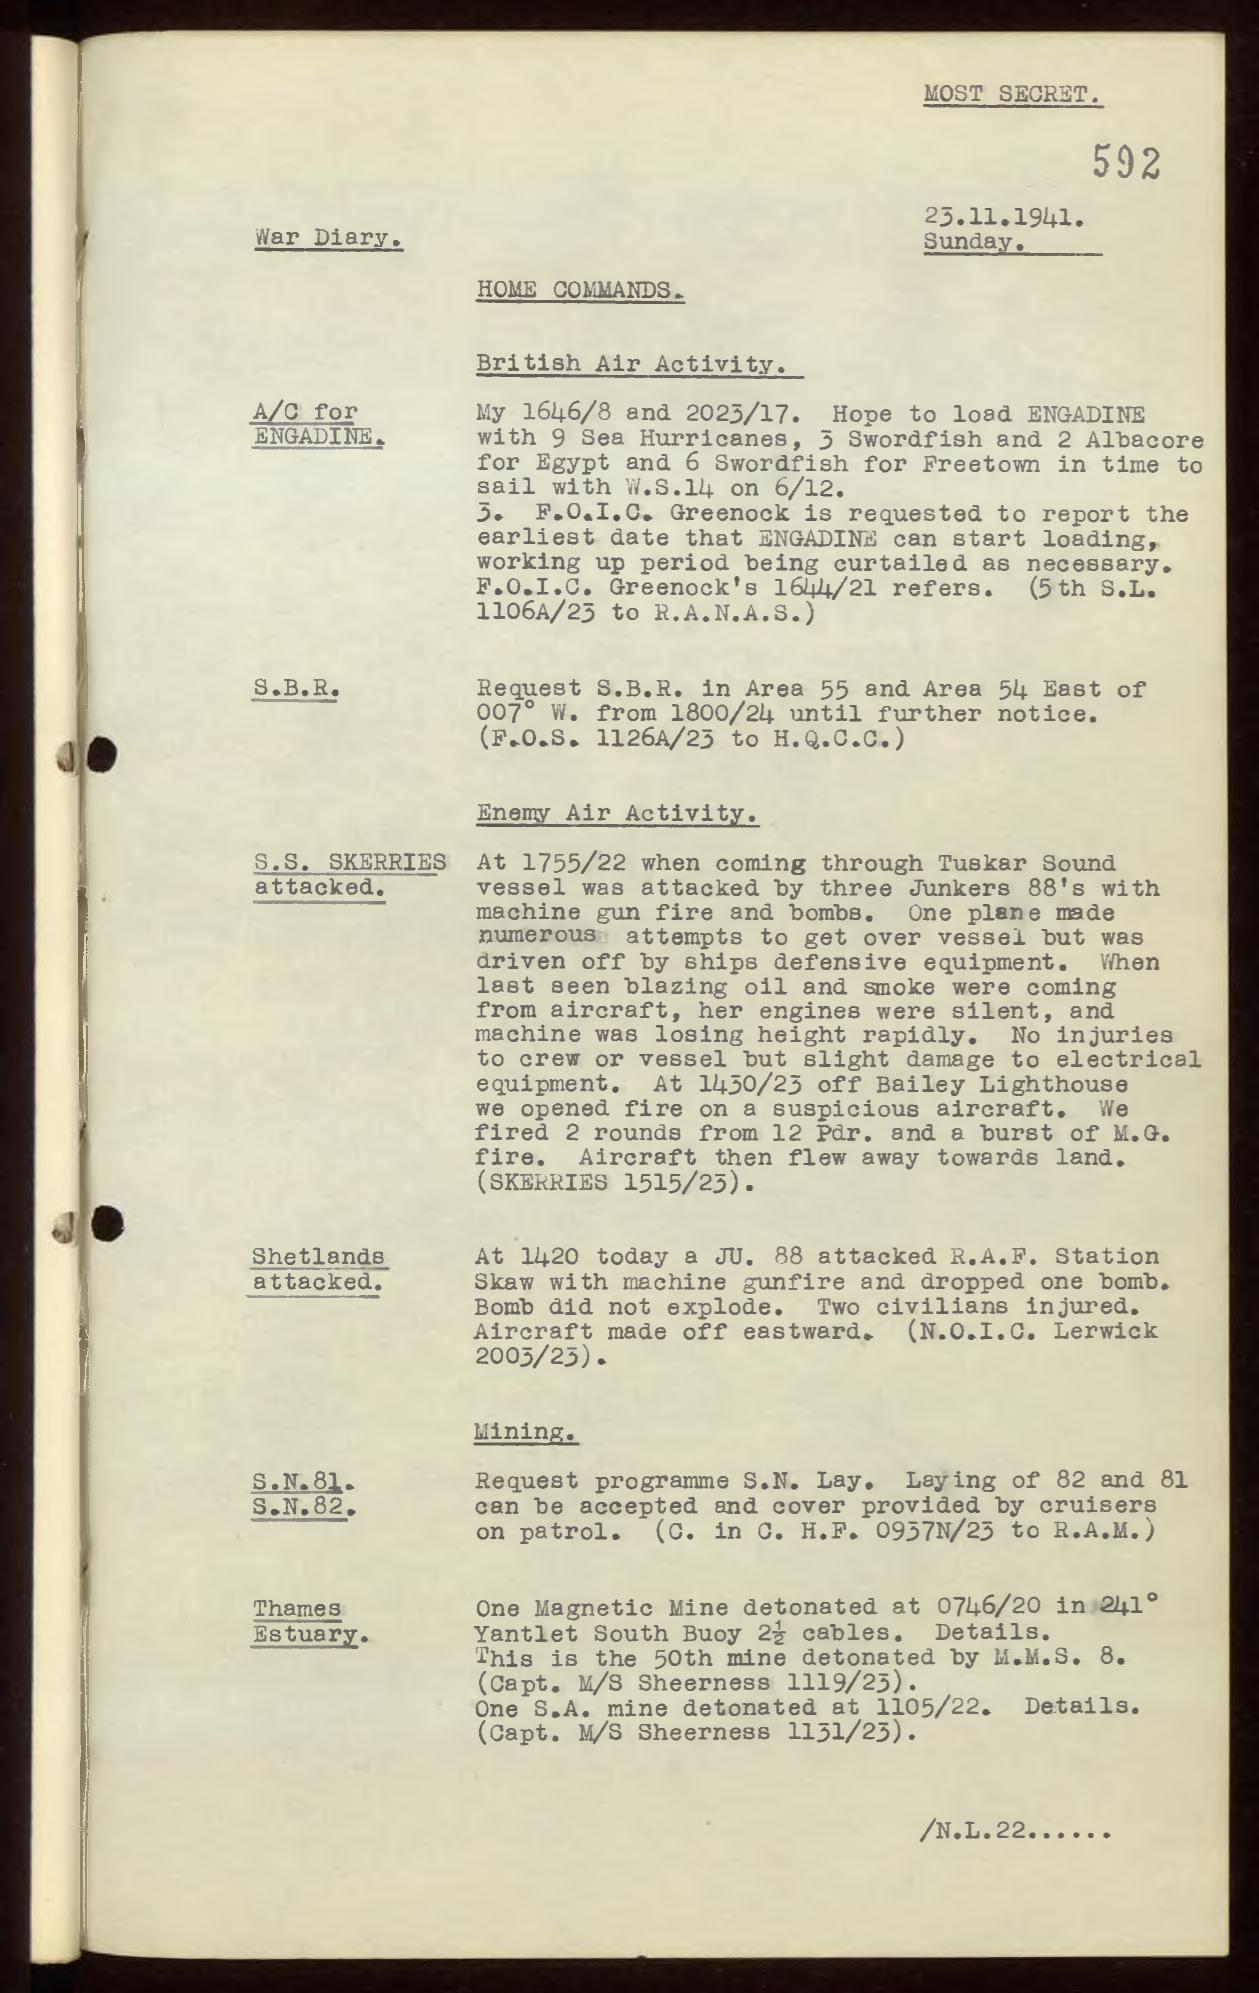 MOST SECRET.
592
23.11.1941.
War Diary.
Sunday.
HOME COMMANDS.
British Air Activity.
A/C for
ENGADINE.
My 1646/8 and 2023/17. Hope to load ENGADINE
with 9 Sea Hurricanes, 3 Swordfish and 2 Albacore
for Egypt and 6 Swordfish for Freetown in time to
sail with W.S.14 on 6/12.
3. F.O.I.C. Greenock is requested to report the
earliest date that ENGADINE can start loading,
working up period being curtailed as necessary.
F.O.I.C. Greenock's 1644/21 refers. (5th S.L.
1106A/23 to R.A.N.A.S.)
S.B.R.
Request S.B.R. in Area 55 and Area 54 East of
007° W. from 1800/24 until further notice.
(F.O.S. 1126A/23 to H.Q.C.C.)
Enemy Air Activity.
S.S. SKERRIES
attacked.
At 1755/22 when coming through Tuskar Sound
vessel was attacked by three Junkers 88's with
machine gun fire and bombs. One plane made
numerous attempts to get over vessel but was
driven off by ships defensive equipment. When
last seen blazing oil and smoke were coming
from aircraft, her engines were silent, and
machine was losing height rapidly. No injuries
to crew or vessel but slight damage to electrical
equipment. At 1430/23 off Bailey Lighthouse
we opened fire on a suspicious aircraft. We
fired 2 rounds from 12 Pdr. and a burst of M.G.
fire. Aircraft then flew away towards land.
(SKERRIES 1515/23).
Shetlands
attacked.
At 1420 today a JU. 88 attacked R.A.F. Station
Skaw with machine gunfire and dropped one bomb.
Bomb did not explode. Two civilians injured.
Aircraft made off eastward. (N.O.I.C. Lerwick
2003/23).
Mining.
S.N.81.
S.N.82.
Request programme S.N. Lay. Laying of 82 and 81
can be accepted and cover provided by cruisers
on patrol. (C. in C. H.F. 0937N/23 to R.A.M.)
Thames
Estuary.
One Magnetic Mine detonated at 0746/20 in 241°
Yantlet South Buoy 2½ cables. Details.
This is the 50th mine detonated by M.M.S. 8.
(Capt. M/S Sheerness 1119/23).
One S.A. mine detonated at 1105/22. Details.
(Capt. M/S Sheerness 1131/23).
/N.L.22......